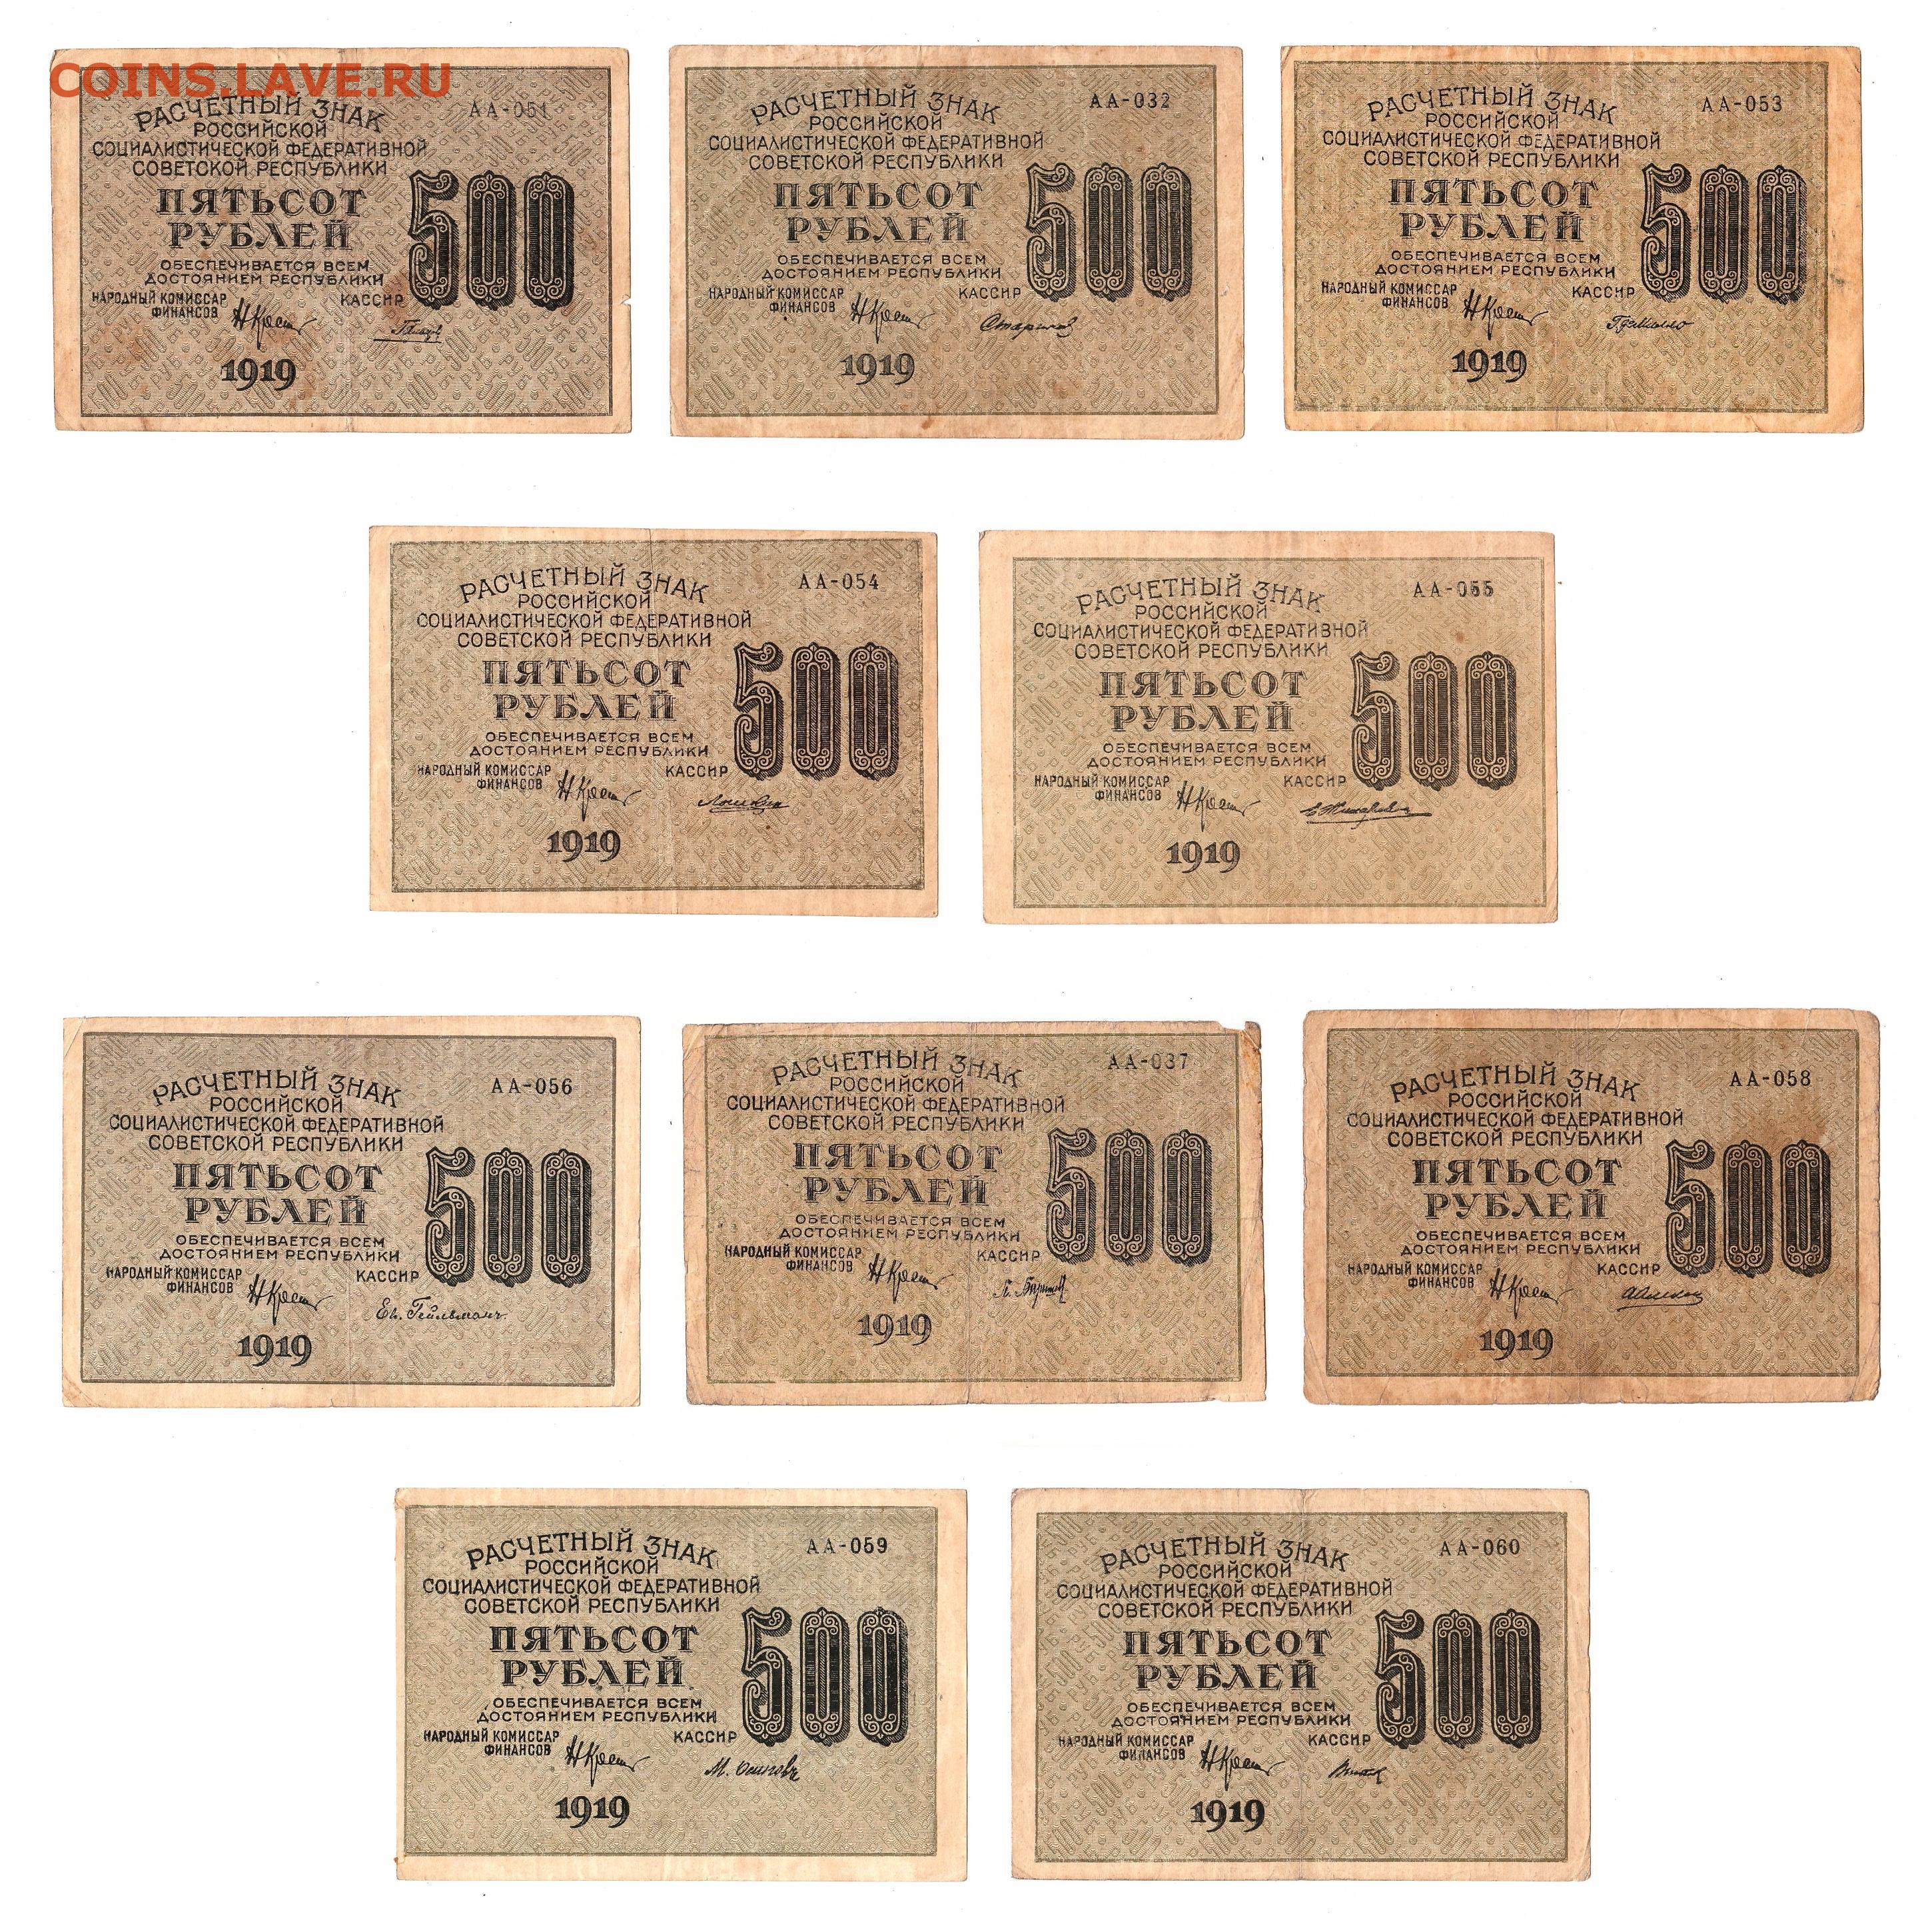 COINS.LAVE.RU
РАСЧЕТНЫЙ ЗНАК
АА-051
РОССИЙСКОЙ
СОЦИАЛИСТИЧЕСКОЙ ФЕДЕРАТИВНОЙ
СОВЕТСКОЙ РЕСПУБЛИКИ
ПЯТЬСОТ
РУБЛЕЙ
500
ОБЕСПЕЧИВАЕТСЯ ВСЕМ
ДОСТОЯНИЕМ РЕСПУБЛИКИ
НАРОДНЫЙ КОМИССАР КАССИР
ФИНАНСОВ
1919
РАСЧЕТНЫЙ ЗНАК
АА-032
РОССИЙСКОЙ
СОЦИАЛИСТИЧЕСКОЙ ФЕДЕРАТИВНОЙ
СОВЕТСКОЙ РЕСПУБЛИКИ
ПЯТЬСОТ
РУБЛЕЙ
500
ОБЕСПЕЧИВАЕТСЯ ВСЕМ
ДОСТОЯНИЕМ РЕСПУБЛИКИ
НАРОДНЫЙ КОМИССАР КАССИР
ФИНАНСОВ
1919
РАСЧЕТНЫЙ ЗНАК
АА-053
РОССИЙСКОЙ
СОЦИАЛИСТИЧЕСКОЙ ФЕДЕРАТИВНОЙ
СОВЕТСКОЙ РЕСПУБЛИКИ
ПЯТЬСОТ
РУБЛЕЙ
500
ОБЕСПЕЧИВАЕТСЯ ВСЕМ
ДОСТОЯНИЕМ РЕСПУБЛИКИ
НАРОДНЫЙ КОМИССАР КАССИР
ФИНАНСОВ
1919
РАСЧЕТНЫЙ ЗНАК
АА-054
РОССИЙСКОЙ
СОЦИАЛИСТИЧЕСКОЙ ФЕДЕРАТИВНОЙ
СОВЕТСКОЙ РЕСПУБЛИКИ
ПЯТЬСОТ
РУБЛЕЙ
500
ОБЕСПЕЧИВАЕТСЯ ВСЕМ
ДОСТОЯНИЕМ РЕСПУБЛИКИ
НАРОДНЫЙ КОМИССАР КАССИР
ФИНАНСОВ
1919
РАСЧЕТНЫЙ ЗНАК
АА-055
РОССИЙСКОЙ
СОЦИАЛИСТИЧЕСКОЙ ФЕДЕРАТИВНОЙ
СОВЕТСКОЙ РЕСПУБЛИКИ
ПЯТЬСОТ
РУБЛЕЙ
500
ОБЕСПЕЧИВАЕТСЯ ВСЕМ
ДОСТОЯНИЕМ РЕСПУБЛИКИ
НАРОДНЫЙ КОМИССАР КАССИР
ФИНАНСОВ
1919
РАСЧЕТНЫЙ ЗНАК
АА-056
РОССИЙСКОЙ
СОЦИАЛИСТИЧЕСКОЙ ФЕДЕРАТИВНОЙ
СОВЕТСКОЙ РЕСПУБЛИКИ
ПЯТЬСОТ
РУБЛЕЙ
500
ОБЕСПЕЧИВАЕТСЯ ВСЕМ
ДОСТОЯНИЕМ РЕСПУБЛИКИ
НАРОДНЫЙ КОМИССАР КАССИР
ФИНАНСОВ
Ев. Гейльманъ
1919
РАСЧЕТНЫЙ ЗНАК
АА-037
РОССИЙСКОЙ
СОЦИАЛИСТИЧЕСКОЙ ФЕДЕРАТИВНОЙ
СОВЕТСКОЙ РЕСПУБЛИКИ
ПЯТЬСОТ
РУБЛЕЙ
500
ОБЕСПЕЧИВАЕТСЯ ВСЕМ
ДОСТОЯНИЕМ РЕСПУБЛИКИ
НАРОДНЫЙ КОМИССАР КАССИР
ФИНАНСОВ
1919
РАСЧЕТНЫЙ ЗНАК
АА-058
РОССИЙСКОЙ
СОЦИАЛИСТИЧЕСКОЙ ФЕДЕРАТИВНОЙ
СОВЕТСКОЙ РЕСПУБЛИКИ
ПЯТЬСОТ
РУБЛЕЙ
500
ОБЕСПЕЧИВАЕТСЯ ВСЕМ
ДОСТОЯНИЕМ РЕСПУБЛИКИ
НАРОДНЫЙ КОМИССАР КАССИР
ФИНАНСОВ
1919
РАСЧЕТНЫЙ ЗНАК
АА-059
РОССИЙСКОЙ
СОЦИАЛИСТИЧЕСКОЙ ФЕДЕРАТИВНОЙ
СОВЕТСКОЙ РЕСПУБЛИКИ
ПЯТЬСОТ
РУБЛЕЙ
500
ОБЕСПЕЧИВАЕТСЯ ВСЕМ
ДОСТОЯНИЕМ РЕСПУБЛИКИ
НАРОДНЫЙ КОМИССАР КАССИР
ФИНАНСОВ
М. Осиповъ
1919
РАСЧЕТНЫЙ ЗНАК
АА-060
РОССИЙСКОЙ
СОЦИАЛИСТИЧЕСКОЙ ФЕДЕРАТИВНОЙ
СОВЕТСКОЙ РЕСПУБЛИКИ
ПЯТЬСОТ
РУБЛЕЙ
500
ОБЕСПЕЧИВАЕТСЯ ВСЕМ
ДОСТОЯНИЕМ РЕСПУБЛИКИ
НАРОДНЫЙ КОМИССАР КАССИР
ФИНАНСОВ
1919